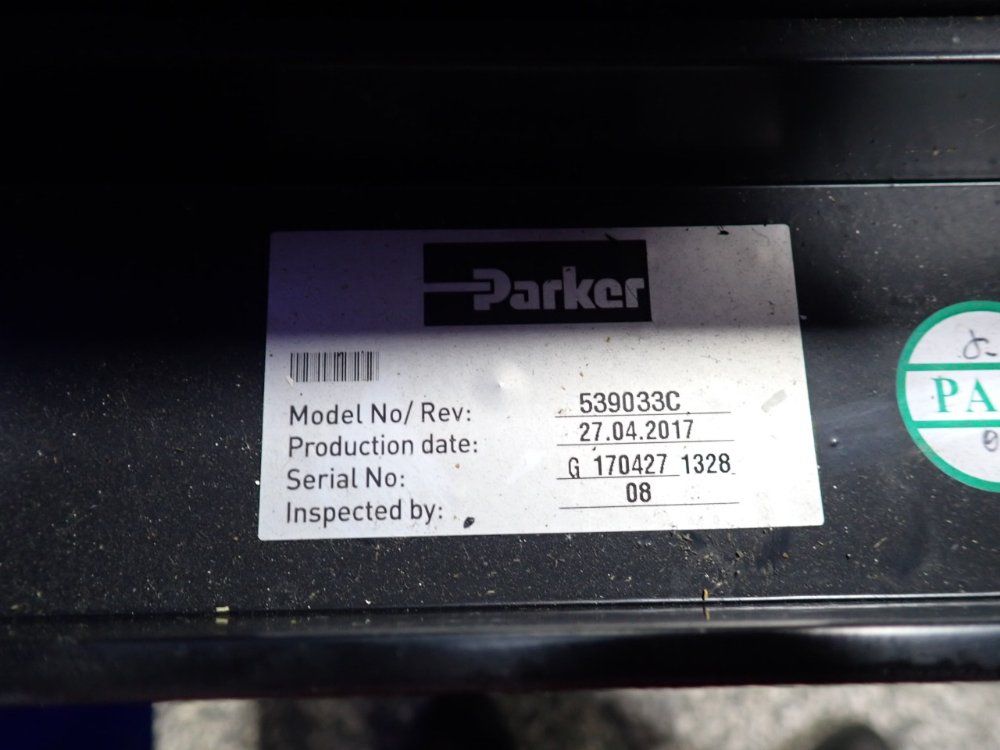 Parker
Model No/ Rev: 539033C
Production date: 27.04.2017
Serial No: G 170427 1328
Inspected by: 08
PA